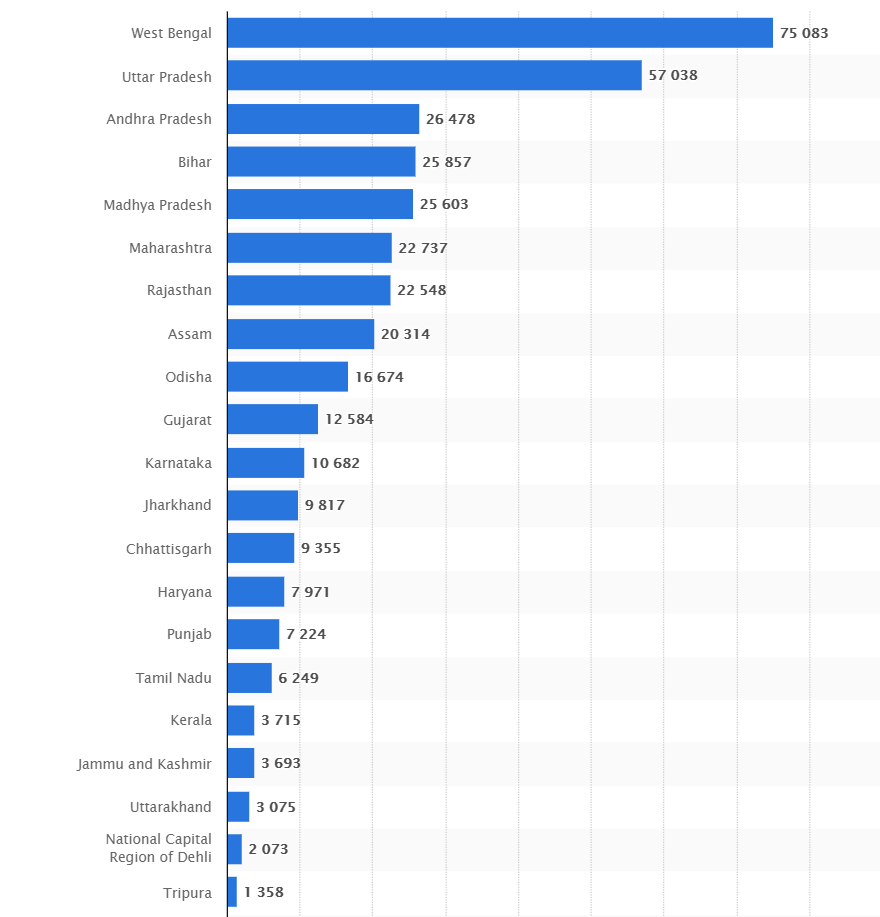 West Bengal 75 083
Uttar Pradesh 57 038
Andhra Pradesh 26 478
Bihar 25 857
Madhya Pradesh 25 603
Maharashtra 22 737
Rajasthan 22 548
Assam 20 314
Odisha 16 674
Gujarat 12 584
Karnataka 10 682
Jharkhand 9 817
Chhattisgarh 9 355
Haryana 7 971
Punjab 7 224
Tamil Nadu 6 249
Kerala 3 715
Jammu and Kashmir 3 693
Uttarakhand 3 075
National Capital
Region of Dehli 2 073
Tripura 1 358